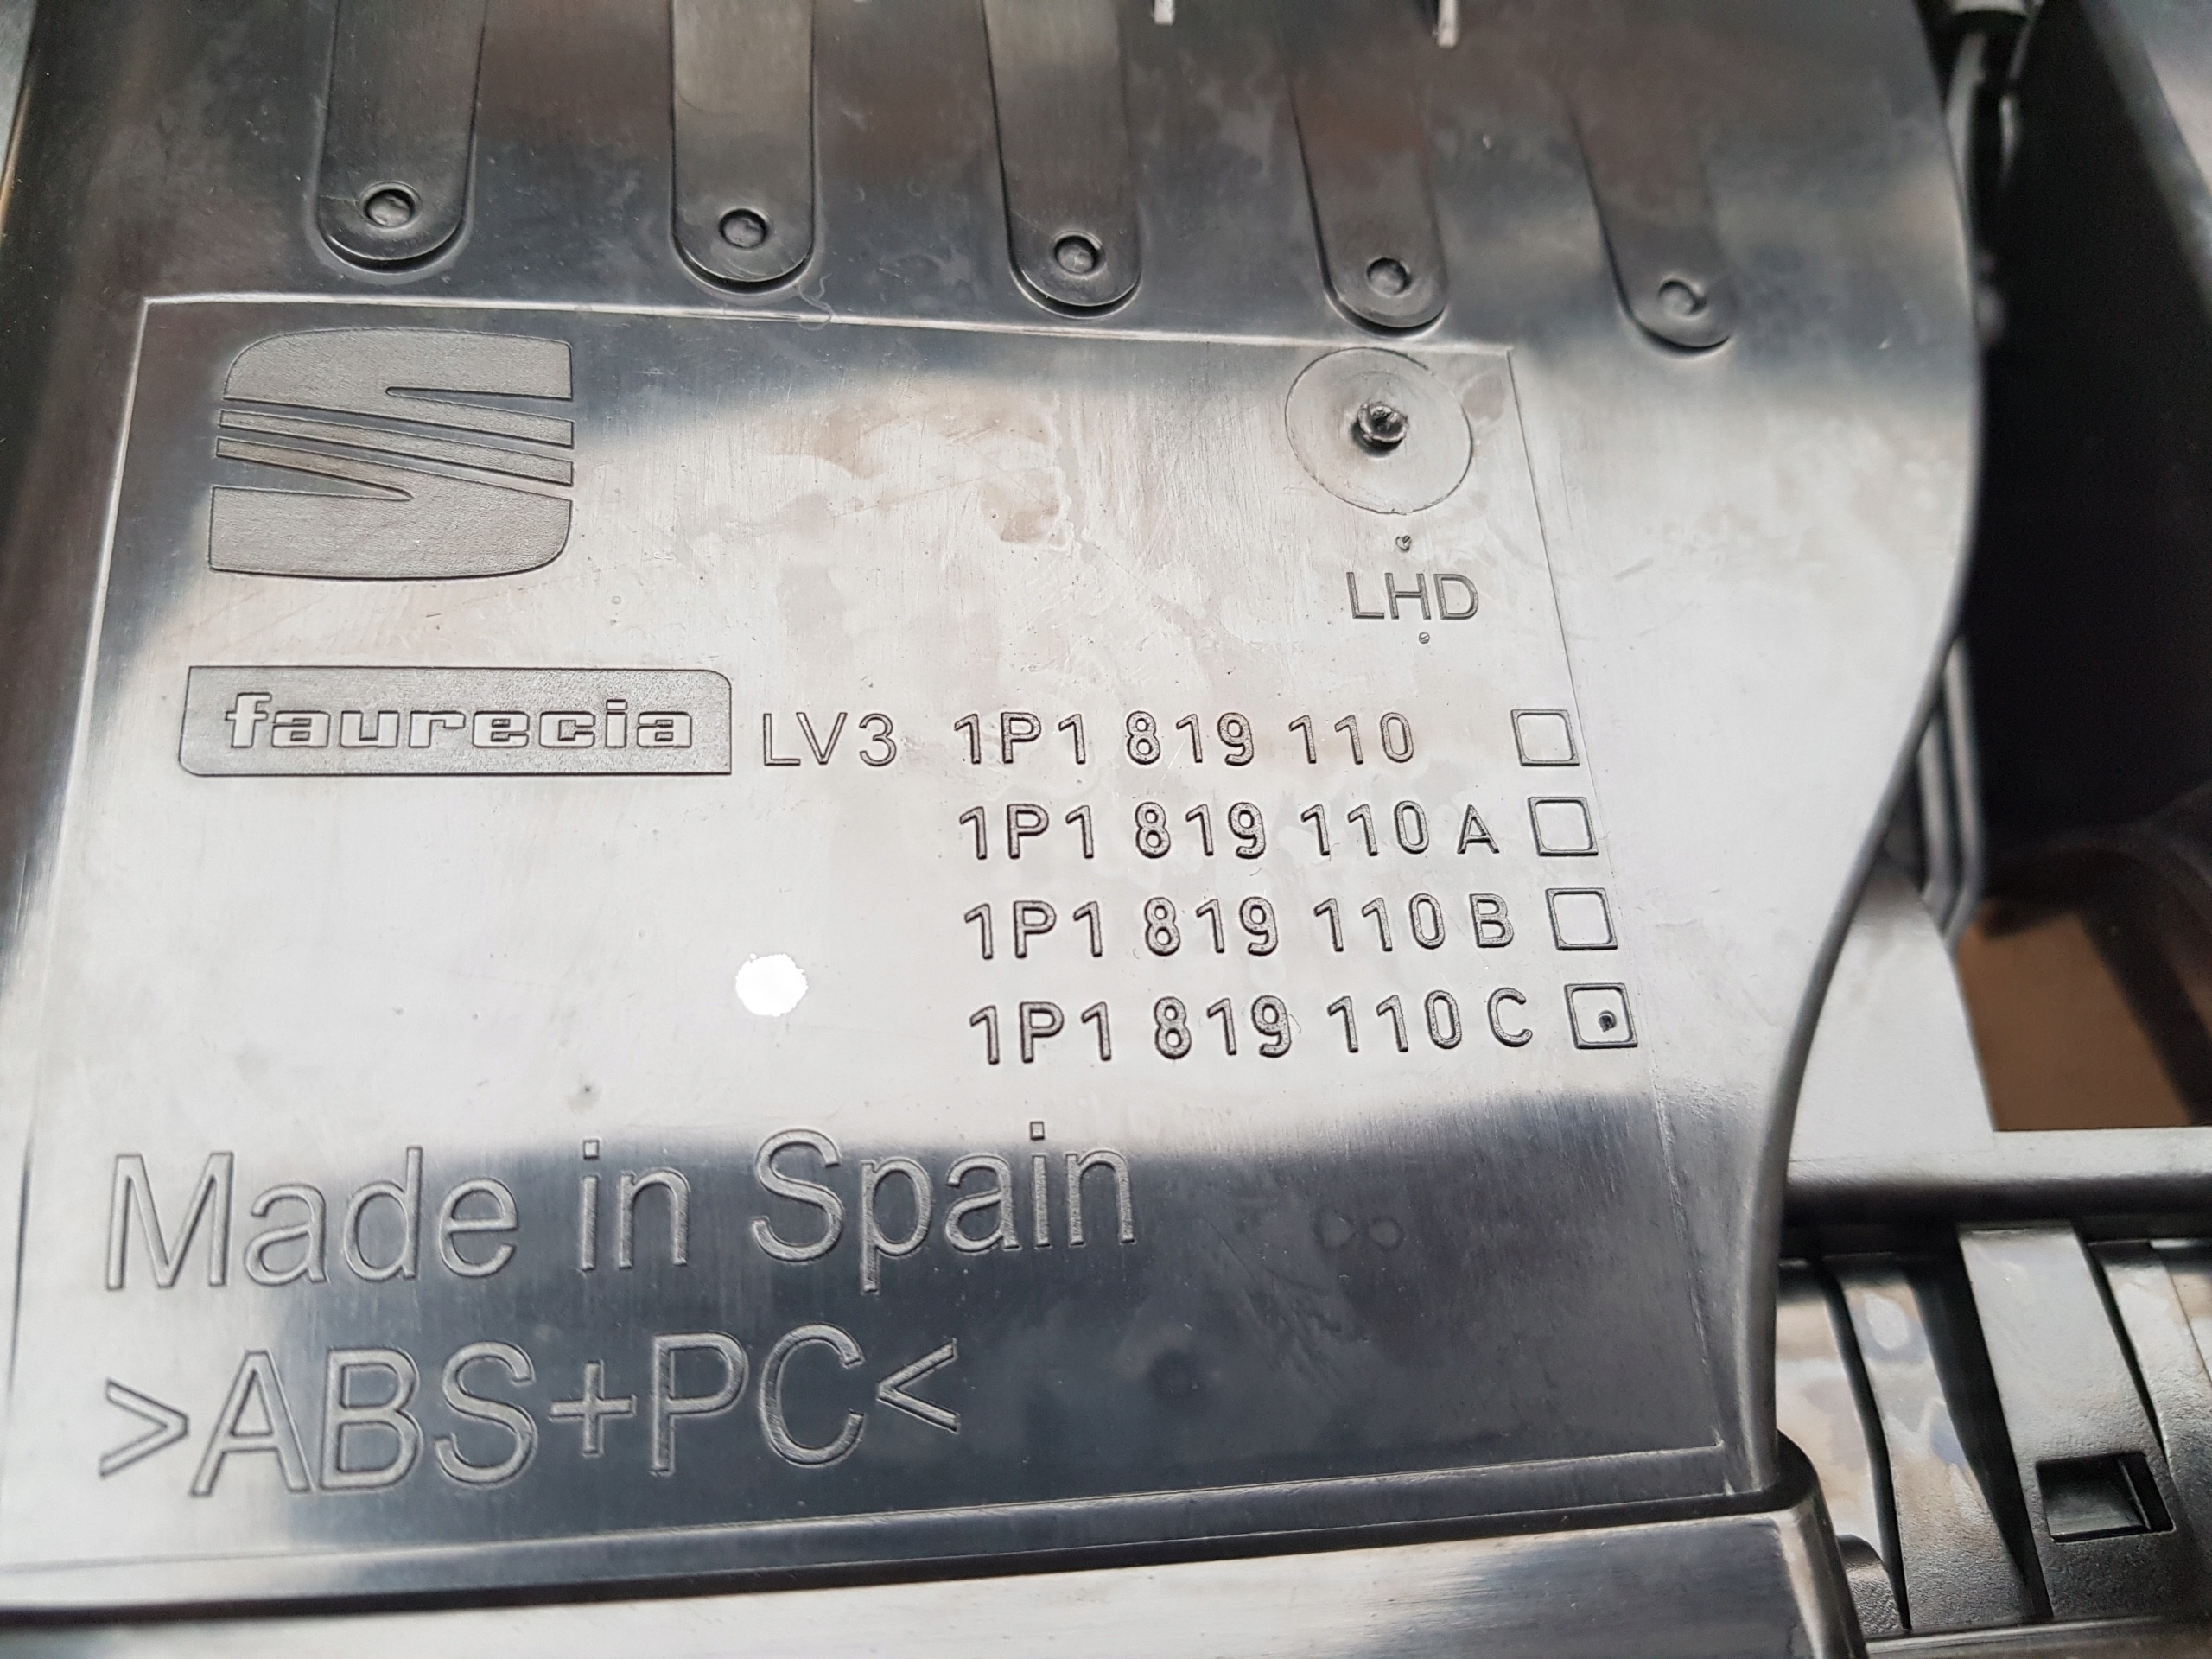 LHD
faurecia LV3 1P1 819 110
1P1 819 110 A
1P1 819 110 B
1P1 819 110 C
Made in Spain
>ABS+PC<